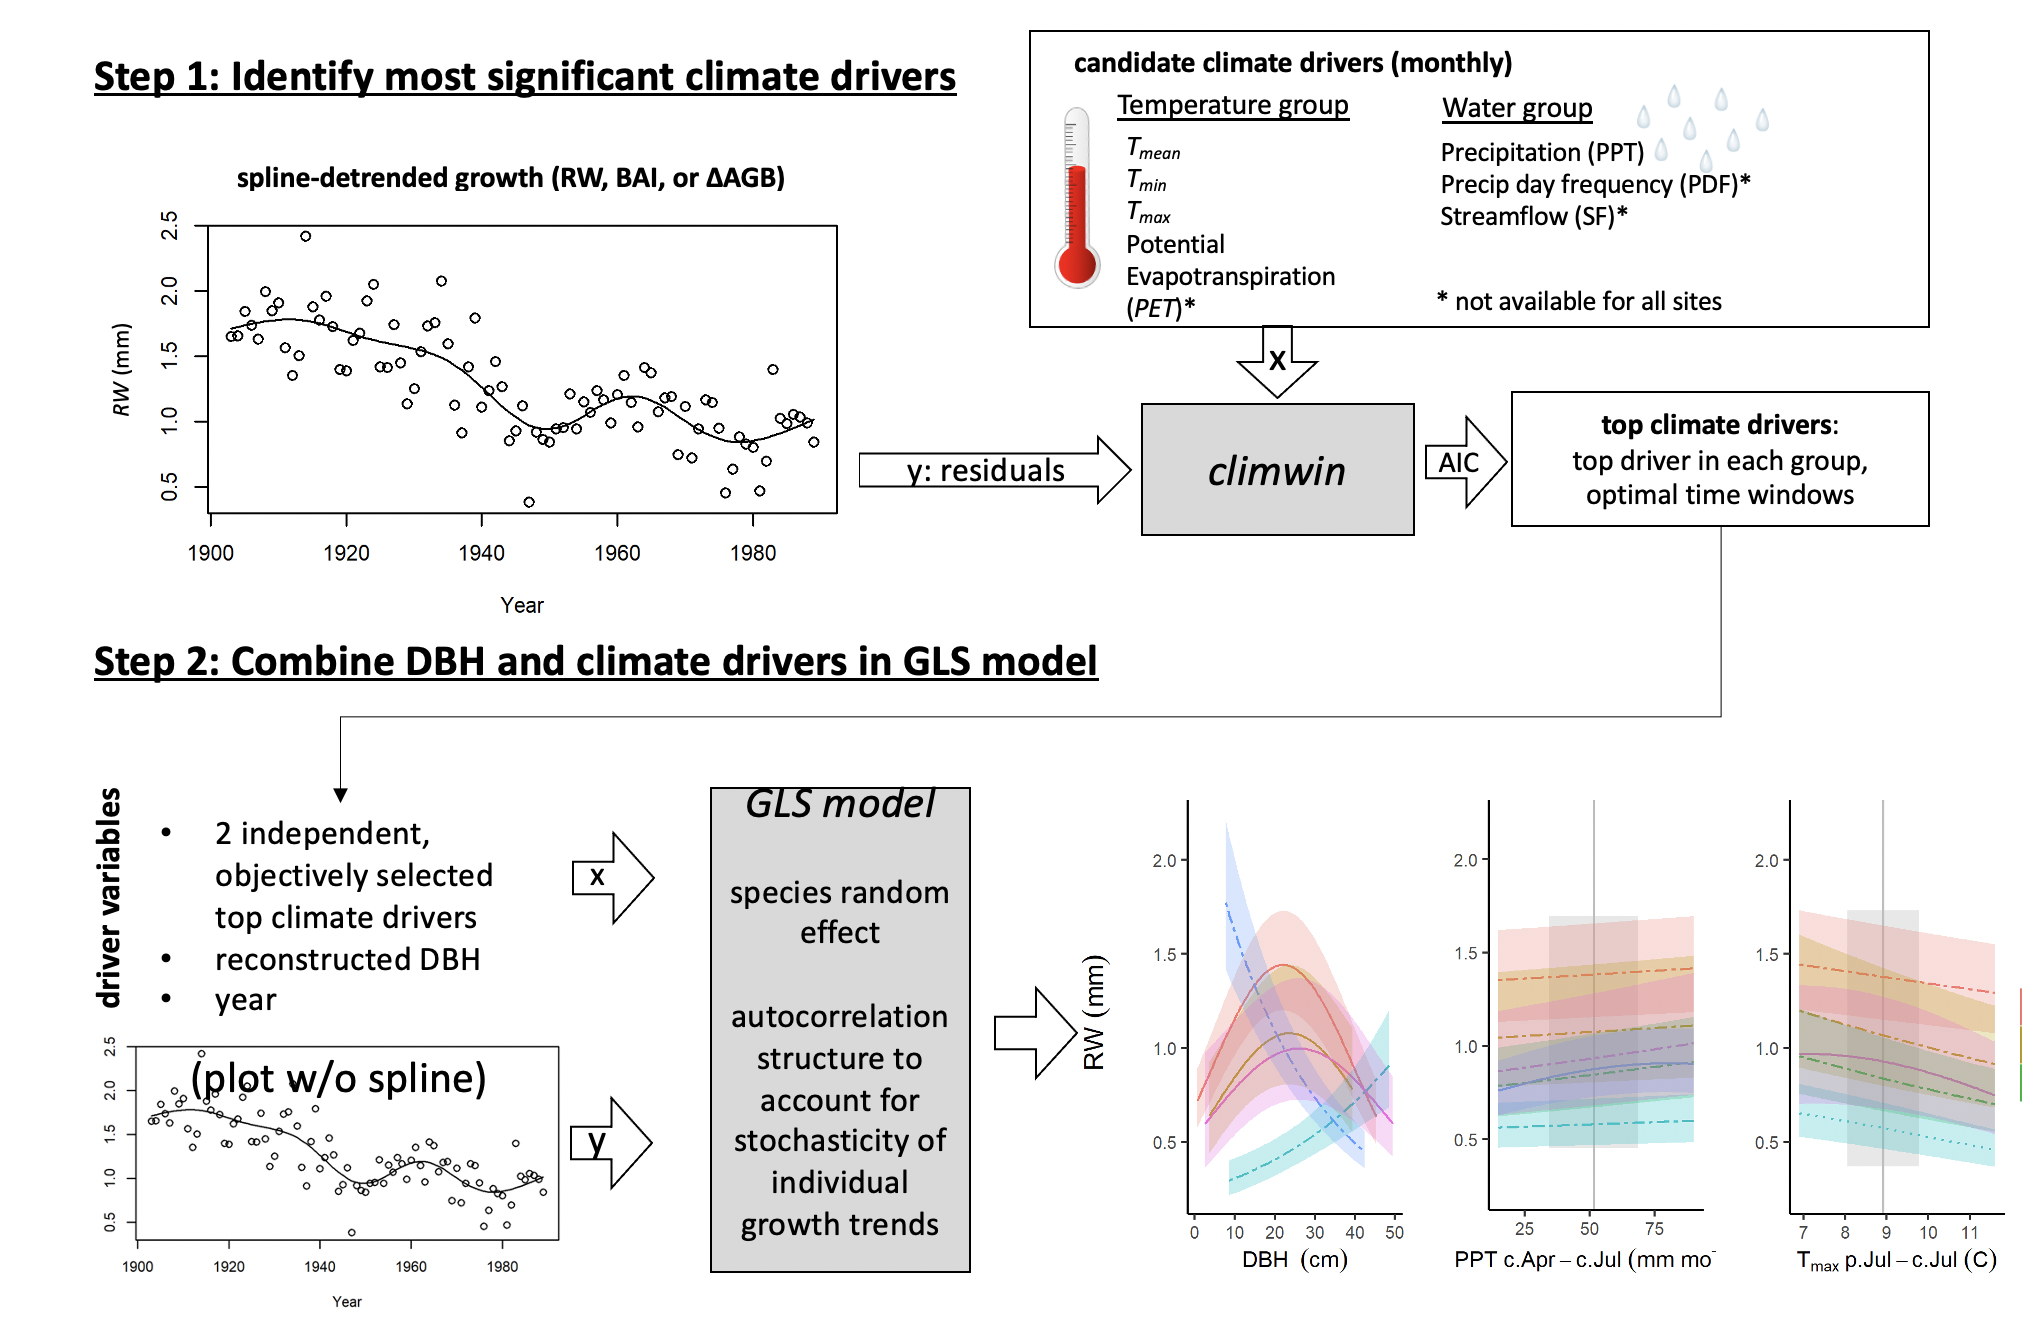 Step 1: Identify most significant climate drivers
candidate climate drivers (monthly)
Temperature group
T_mean
T_min
T_max
Potential
Evapotranspiration
(PET)*
Water group
Precipitation (PPT)
Precip day frequency (PDF)*
Streamflow (SF)*
* not available for all sites
spline-detrended growth (RW, BAI, or ΔAGB)
2.5
2.0
1.5
1.0
0.5
RW (mm)
1900 1920 1940 1960 1980
Year
X
y: residuals
climwin
AIC
top climate drivers:
top driver in each group,
optimal time windows
Step 2: Combine DBH and climate drivers in GLS model
driver variables
• 2 independent,
objectively selected
top climate drivers
• reconstructed DBH
• year
x
(plot w/o spline)
2.5
2.0
1.5
1.0
0.5
1900 1920 1940 1960 1980
Year
y
GLS model
species random
effect
autocorrelation
structure to
account for
stochasticity of
individual
growth trends
RW (mm)
2.0
1.5
1.0
0.5
0 10 20 30 40 50
DBH (cm)
2.0
1.5
1.0
0.5
25 50 75
PPT c.Apr – c.Jul (mm mo
2.0
1.5
1.0
0.5
7 8 9 10 11
T_max p.Jul – c.Jul (C)